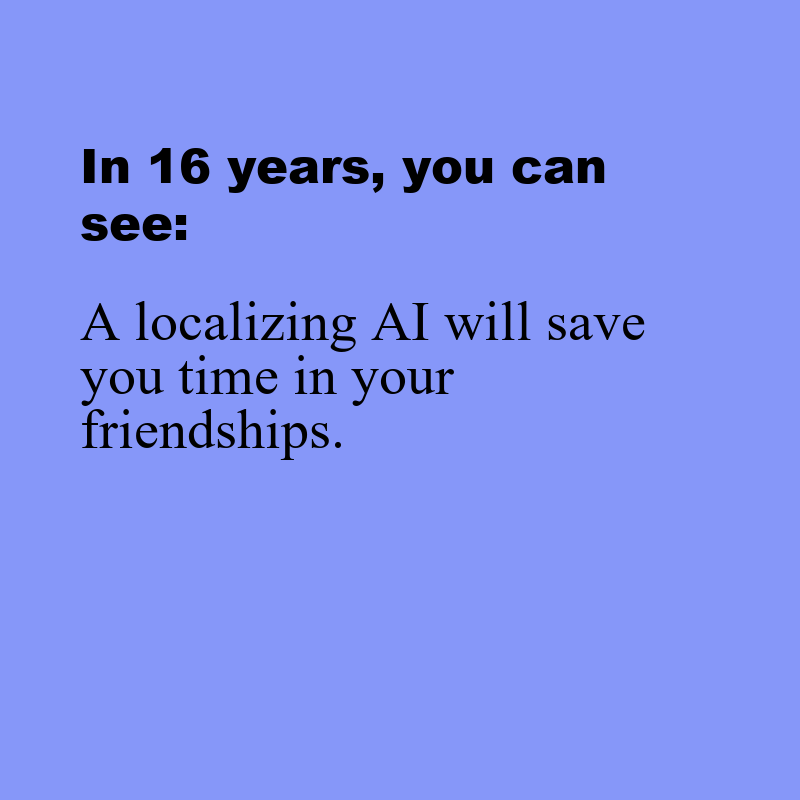 In 16 years, you can
see:
A localizing AI will save
you time in your
friendships.